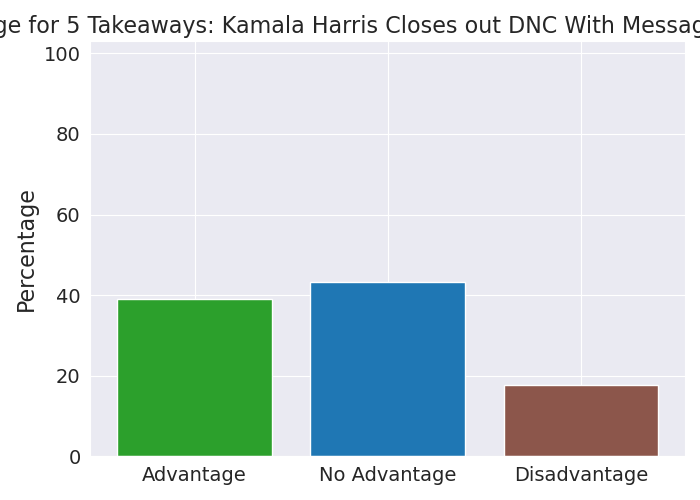 ge for 5 Takeaways: Kamala Harris Closes out DNC With Messag
100
80
60
40
20
0
Percentage
Advantage
No Advantage
Disadvantage